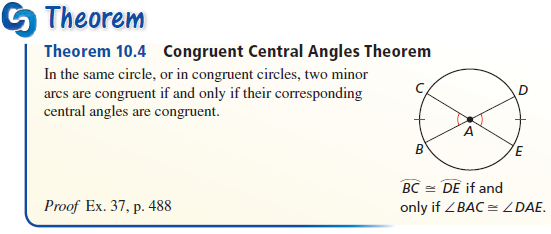 Theorem
Theorem 10.4 Congruent Central Angles Theorem
In the same circle, or in congruent circles, two minor
arcs are congruent if and only if their corresponding
central angles are congruent.
C
D
A
B
E
BC ≅ DE if and
only if ∠BAC ≅ ∠DAE.
Proof Ex. 37, p. 488